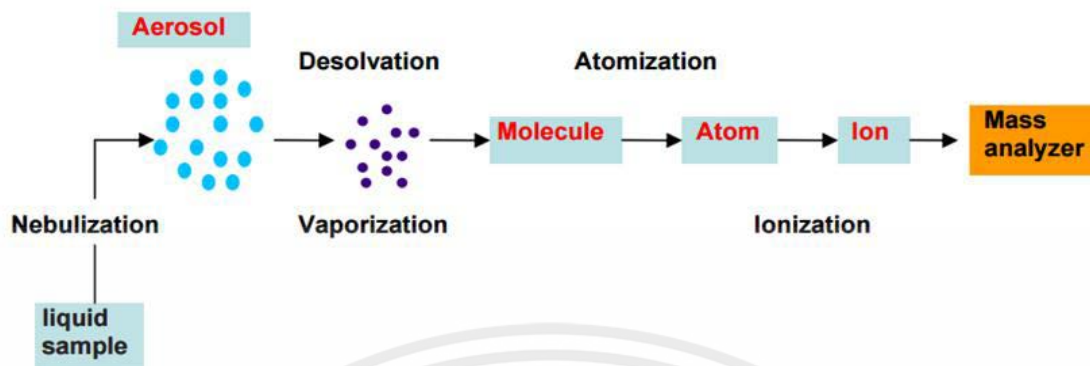 Aerosol
Desolvation
Atomization
Molecule
Atom
Ion
Mass
analyzer
Nebulization
Vaporization
Ionization
liquid
sample